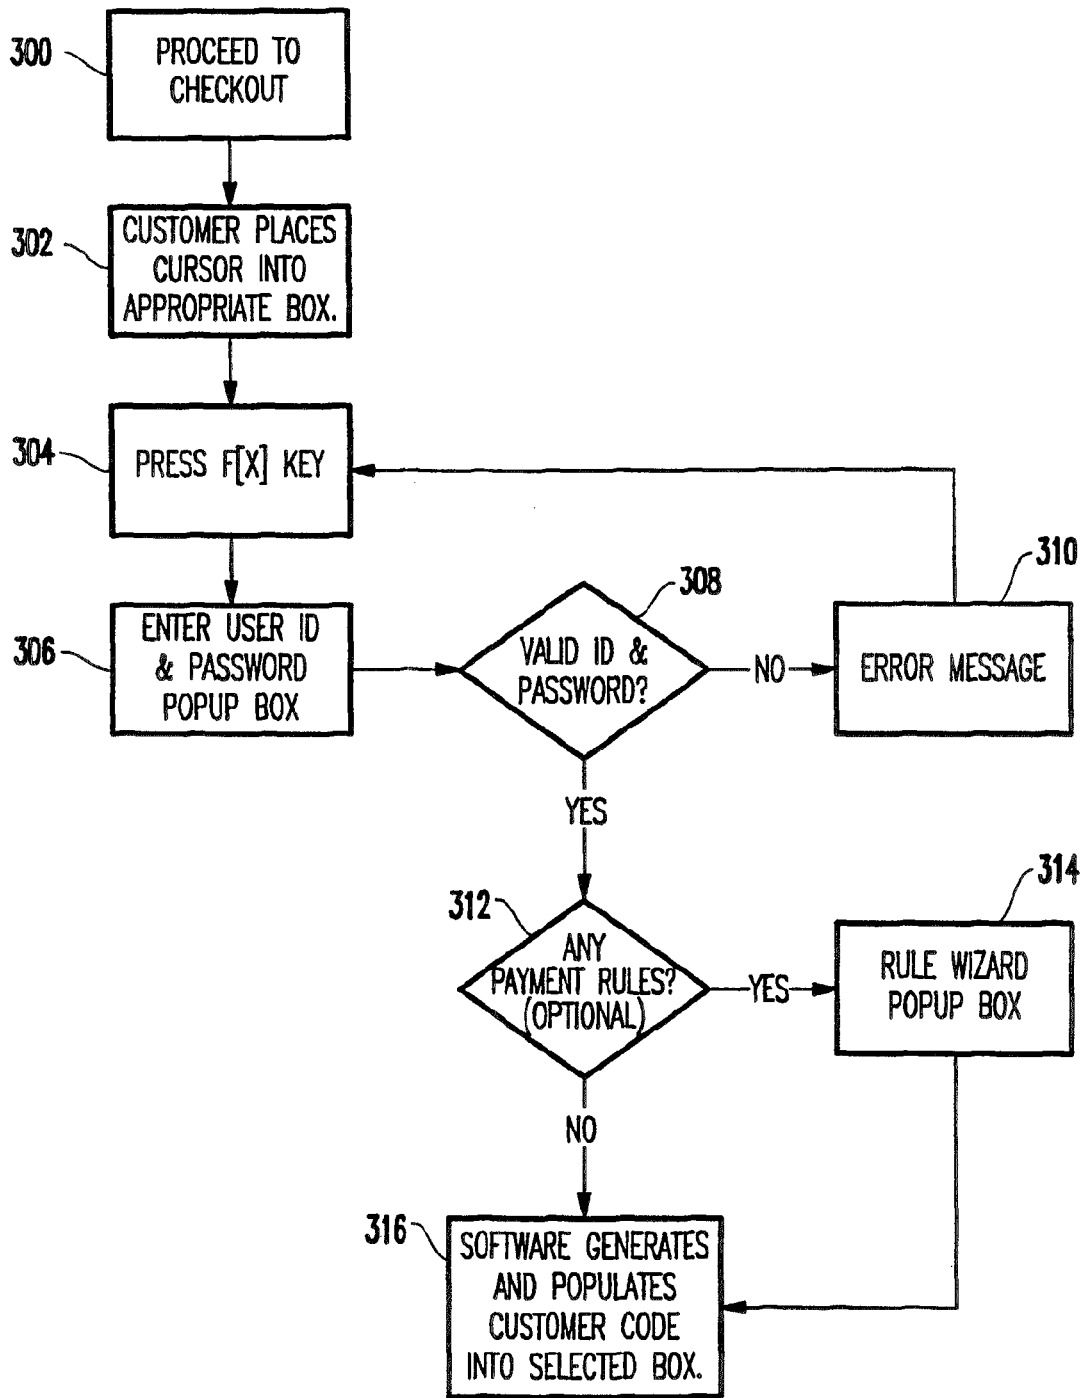 300
PROCEED TO
CHECKOUT
302
CUSTOMER PLACES
CURSOR INTO
APPROPRIATE BOX.
304
PRESS F[X] KEY
306
ENTER USER ID
& PASSWORD
POPUP BOX
308
VALID ID &
PASSWORD?
NO
310
ERROR MESSAGE
YES
312
ANY
PAYMENT RULES?
(OPTIONAL)
YES
314
RULE WIZARD
POPUP BOX
NO
316
SOFTWARE GENERATES
AND POPULATES
CUSTOMER CODE
INTO SELECTED BOX.